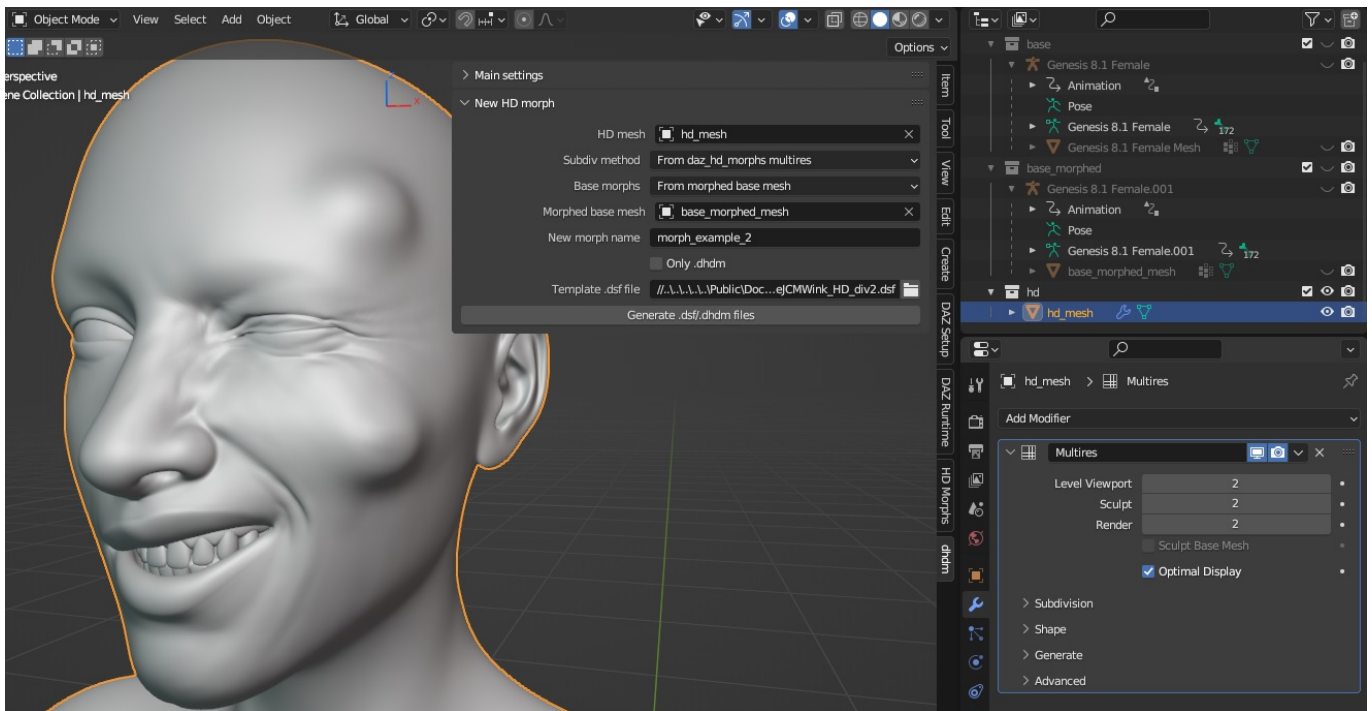 Object Mode View Select Add Object Global
Options
erspective
ene Collection | hd_mesh
x
Main settings
New HD morph
HD mesh hd_mesh
Subdiv method From daz_hd_morphs multires
Base morphs From morphed base mesh
Morphed base mesh base_morphed_mesh
New morph name morph_example_2
Only .dhdm
Template .dsf file //..\..\..\..\..\Public\Doc...eJCMWink_HD_div2.dsf
Generate .dsf/.dhdm files
Item
Tool
View
Edit
Create
DAZ Setup
DAZ Runtime
HD Morphs
dhdm
base
Genesis 8.1 Female
Animation 2
Pose
Genesis 8.1 Female 172
Genesis 8.1 Female Mesh
base_morphed
Genesis 8.1 Female.001
Animation 2
Pose
Genesis 8.1 Female.001 172
base_morphed_mesh
hd
hd_mesh
hd_mesh > Multires
Add Modifier
Multires
Level Viewport 2
Sculpt 2
Render 2
Sculpt Base Mesh
Optimal Display
Subdivision
Shape
Generate
Advanced